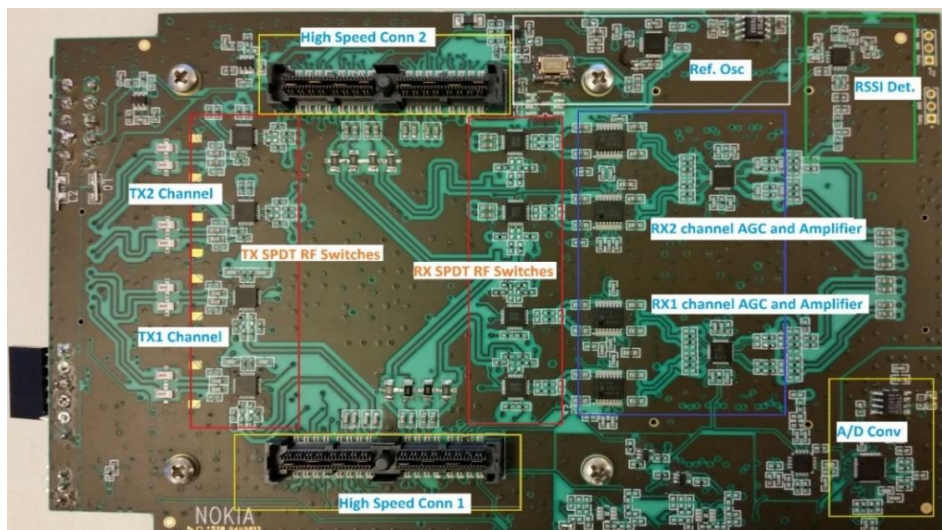 High Speed Conn 2
Ref. Osc
RSSI Det.
TX2 Channel
TX SPDT RF Switches
RX SPDT RF Switches
RX2 channel AGC and Amplifier
RX1 channel AGC and Amplifier
TX1 Channel
A/D Conv
High Speed Conn 1
NOKIA